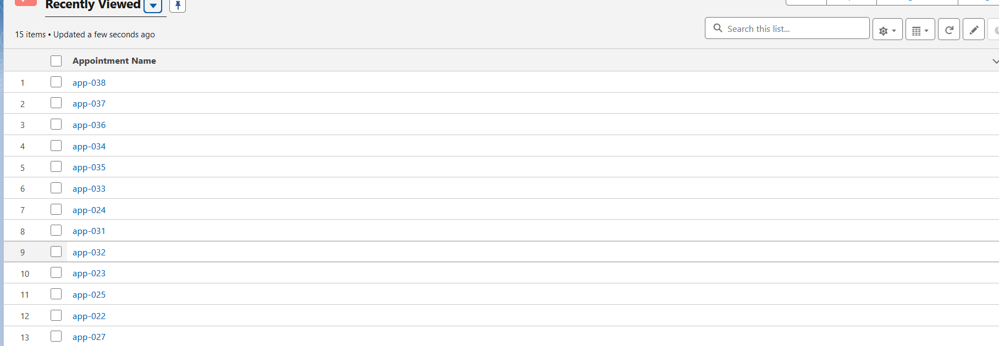 Recently Viewed
15 items • Updated a few seconds ago
Search this list...
Appointment Name
1 app-038
2 app-037
3 app-036
4 app-034
5 app-035
6 app-033
7 app-024
8 app-031
9 app-032
10 app-023
11 app-025
12 app-022
13 app-027